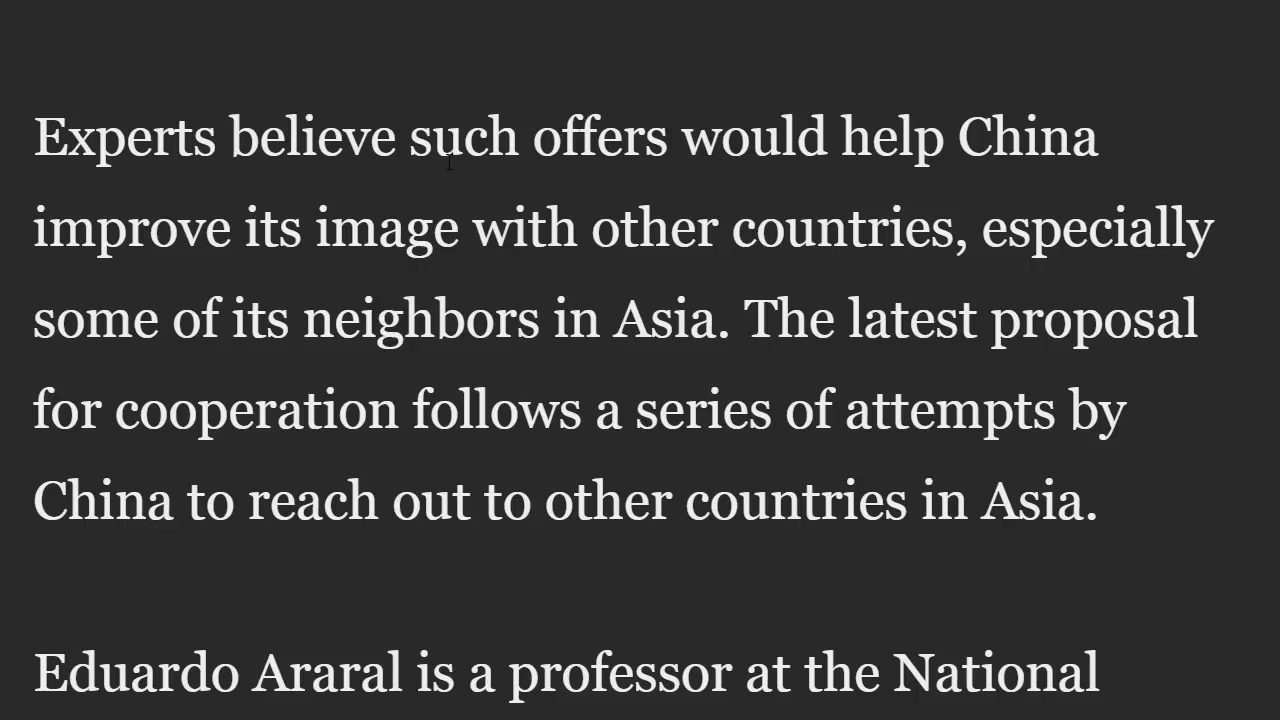 Experts believe such offers would help China
improve its image with other countries, especially
some of its neighbors in Asia. The latest proposal
for cooperation follows a series of attempts by
China to reach out to other countries in Asia.
Eduardo Araral is a professor at the National